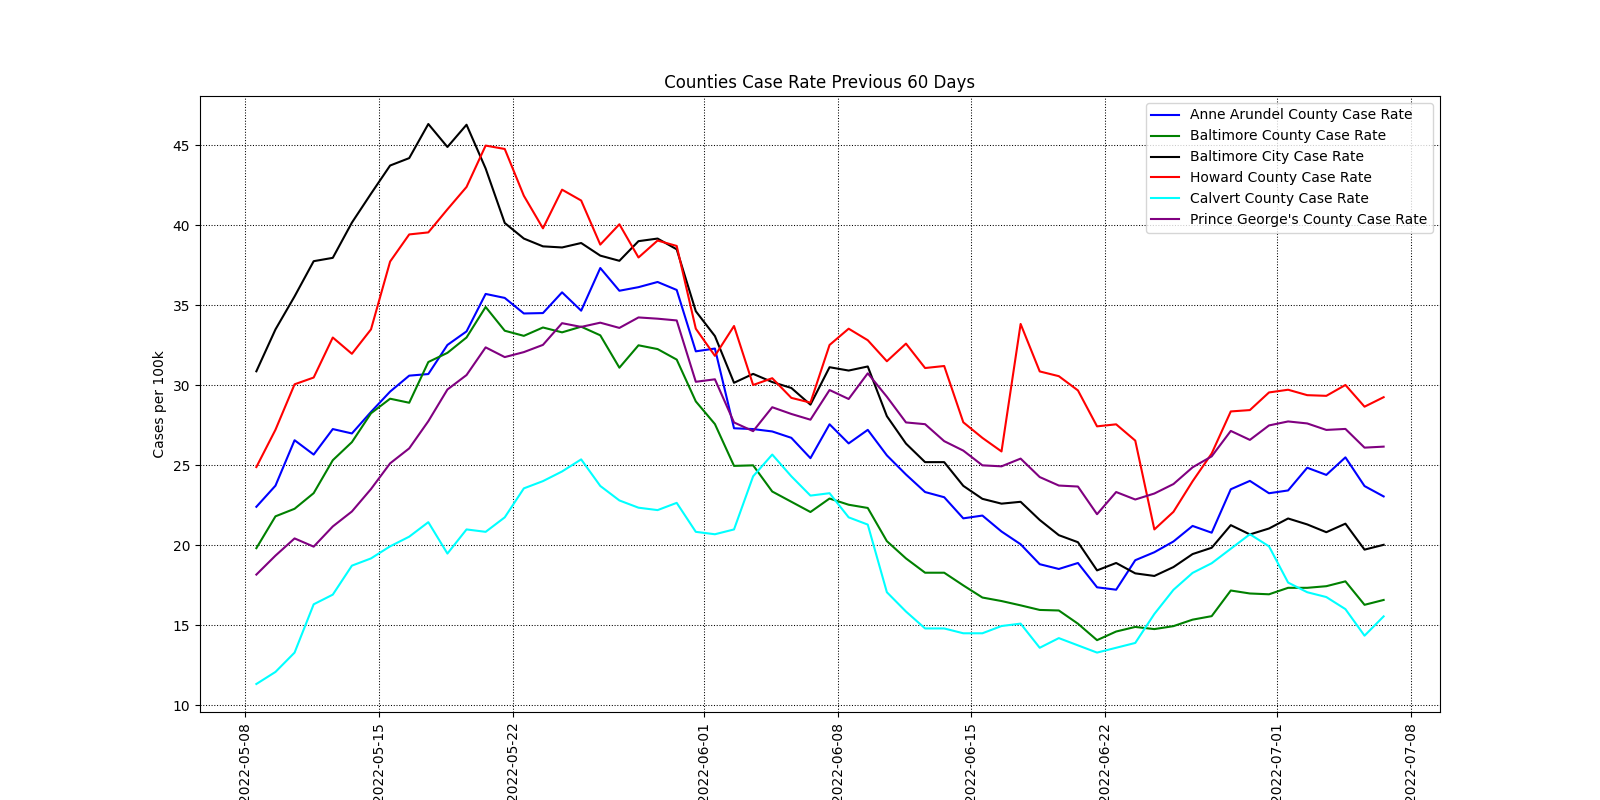 Counties Case Rate Previous 60 Days
Anne Arundel County Case Rate
Baltimore County Case Rate
Baltimore City Case Rate
Howard County Case Rate
Calvert County Case Rate
Prince George's County Case Rate
Cases per 100k
45
40
35
30
25
20
15
10
2022-05-08
2022-05-15
2022-05-22
2022-06-01
2022-06-08
2022-06-15
2022-06-22
2022-07-01
2022-07-08